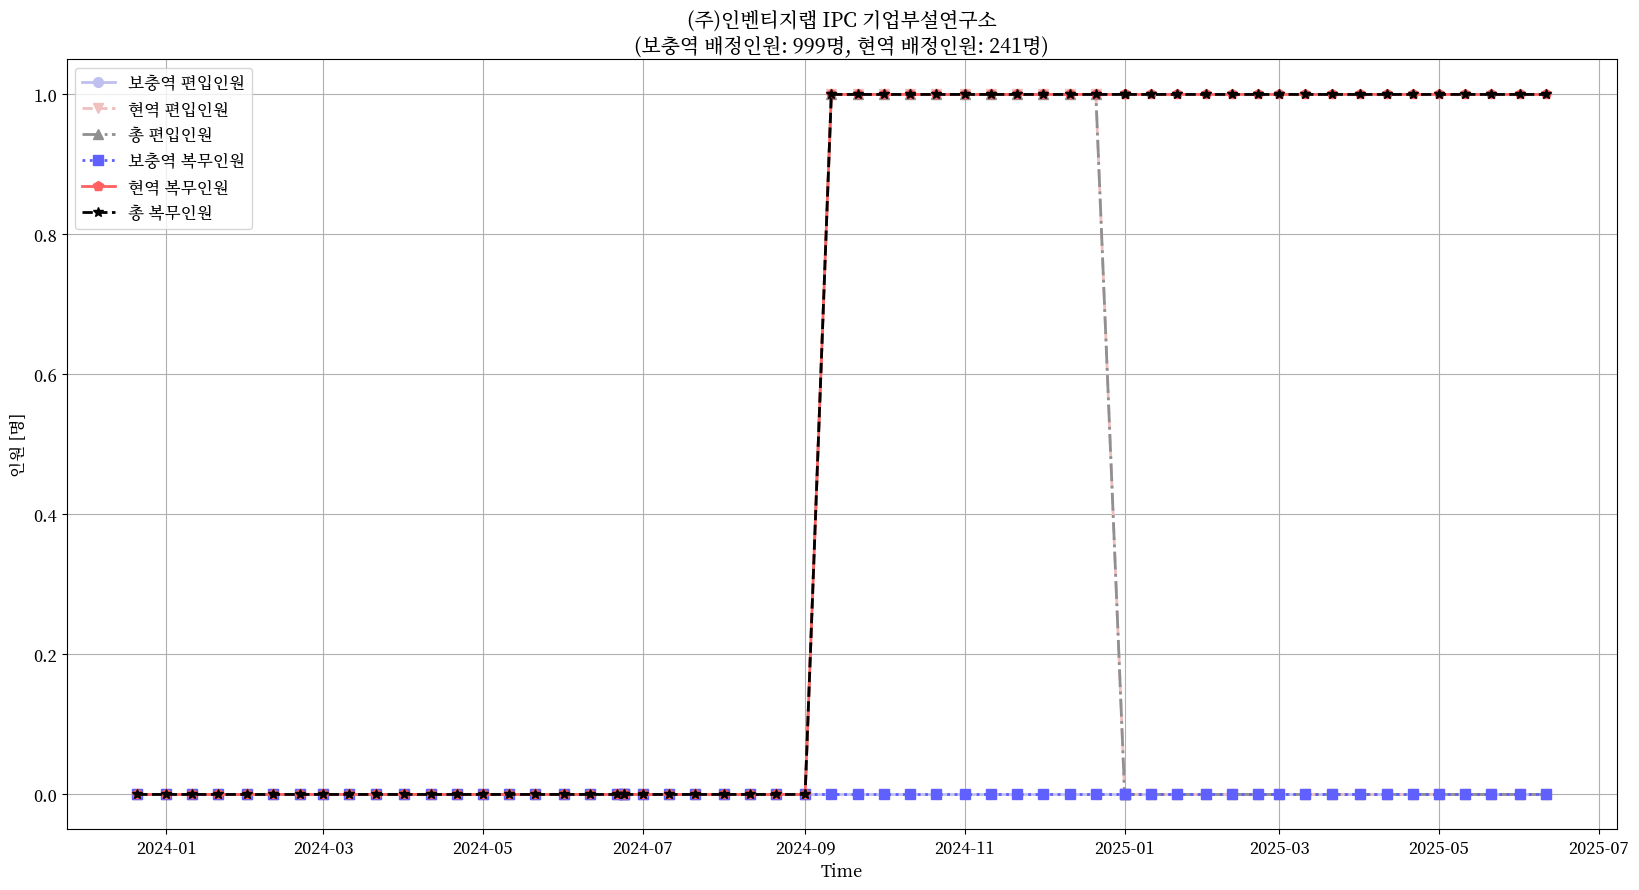 (주)인벤티지랩 IPC 기업부설연구소
(보충역 배정인원: 999명, 현역 배정인원: 241명)
보충역 편입인원
현역 편입인원
총 편입인원
보충역 복무인원
현역 복무인원
총 복무인원
1.0
0.8
0.6
0.4
0.2
0.0
인원 [명]
2024-01 2024-03 2024-05 2024-07 2024-09 2024-11 2025-01 2025-03 2025-05 2025-07
Time